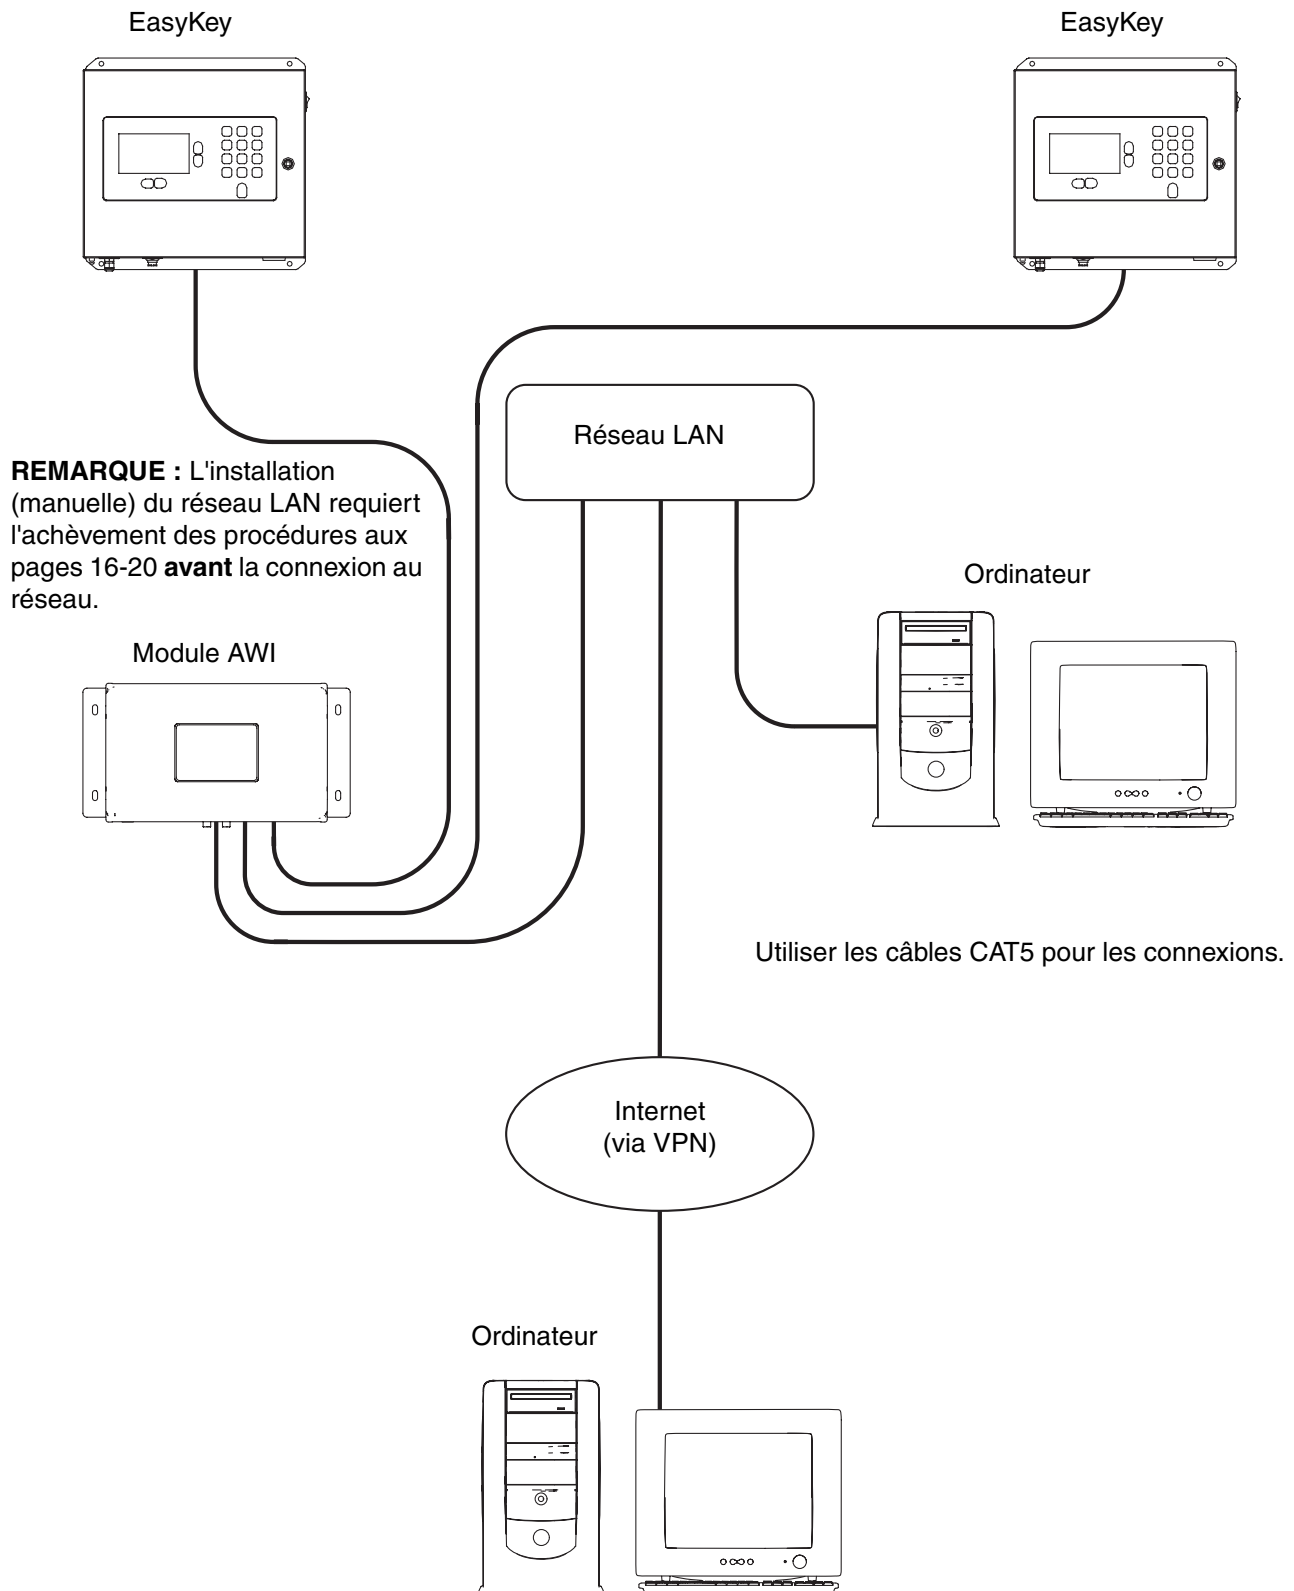 EasyKey
EasyKey
Réseau LAN
REMARQUE : L'installation
(manuelle) du réseau LAN requiert
l'achèvement des procédures aux
pages 16-20 avant la connexion au
réseau.
Ordinateur
Module AWI
Utiliser les câbles CAT5 pour les connexions.
Internet
(via VPN)
Ordinateur